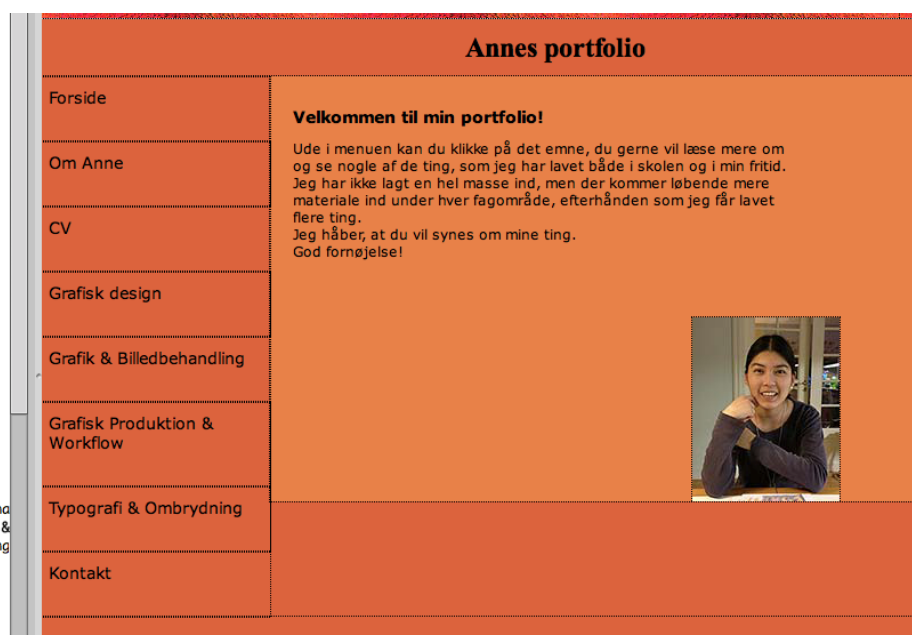 Annes portfolio
Forside
Om Anne
CV
Grafisk design
Grafik & Billedbehandling
Grafisk Produktion &
Workflow
Typografi & Ombrydning
Kontakt
Velkommen til min portfolio!
Ude i menuen kan du klikke på det emne, du gerne vil læse mere om
og se nogle af de ting, som jeg har lavet både i skolen og i min fritid.
Jeg har ikke lagt en hel masse ind, men der kommer løbende mere
materiale ind under hver fagområde, efterhånden som jeg får lavet
flere ting.
Jeg håber, at du vil synes om mine ting.
God fornøjelse!
&